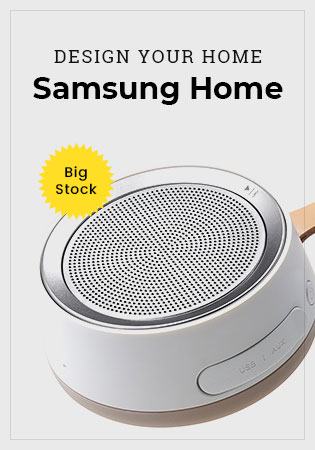 DESIGN YOUR HOME
Samsung Home
Big
Stock
USB | AUX